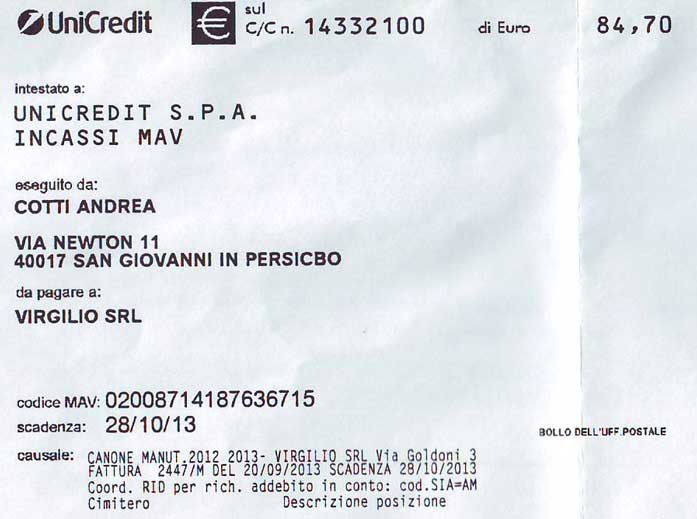 UniCredit € sul
C/C n. 14332100 di Euro 84,70
intestato a:
UNICREDIT S.P.A.
INCASSI MAV
eseguito da:
COTTI ANDREA
VIA NEWTON 11
40017 SAN GIOVANNI IN PERSICBO
da pagare a:
VIRGILIO SRL
codice MAV: 02008714187636715
scadenza: 28/10/13
BOLLO DELL'UFF.POSTALE
causale: CANONE MANUT.2012 2013- VIRGILIO SRL Via Goldoni 3
FATTURA 2447/M DEL 20/09/2013 SCADENZA 28/10/2013
Coord. RID per rich. addebito in conto: cod.SIA=AM
Cimitero Descrizione posizione